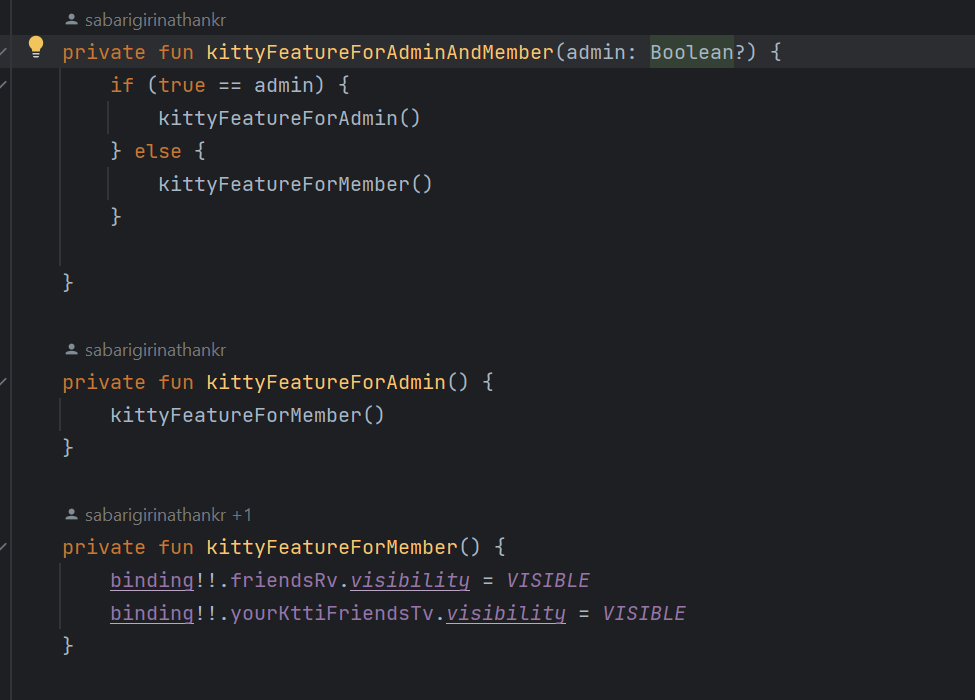 sabarigirinathankr
private fun kittyFeatureForAdminAndMember(admin: Boolean?) {
if (true == admin) {
kittyFeatureForAdmin()
} else {
kittyFeatureForMember()
}
}
sabarigirinathankr
private fun kittyFeatureForAdmin() {
kittyFeatureForMember()
}
sabarigirinathankr +1
private fun kittyFeatureForMember() {
binding!!.friendsRv.visibility = VISIBLE
binding!!.yourKttiFriendsTv.visibility = VISIBLE
}